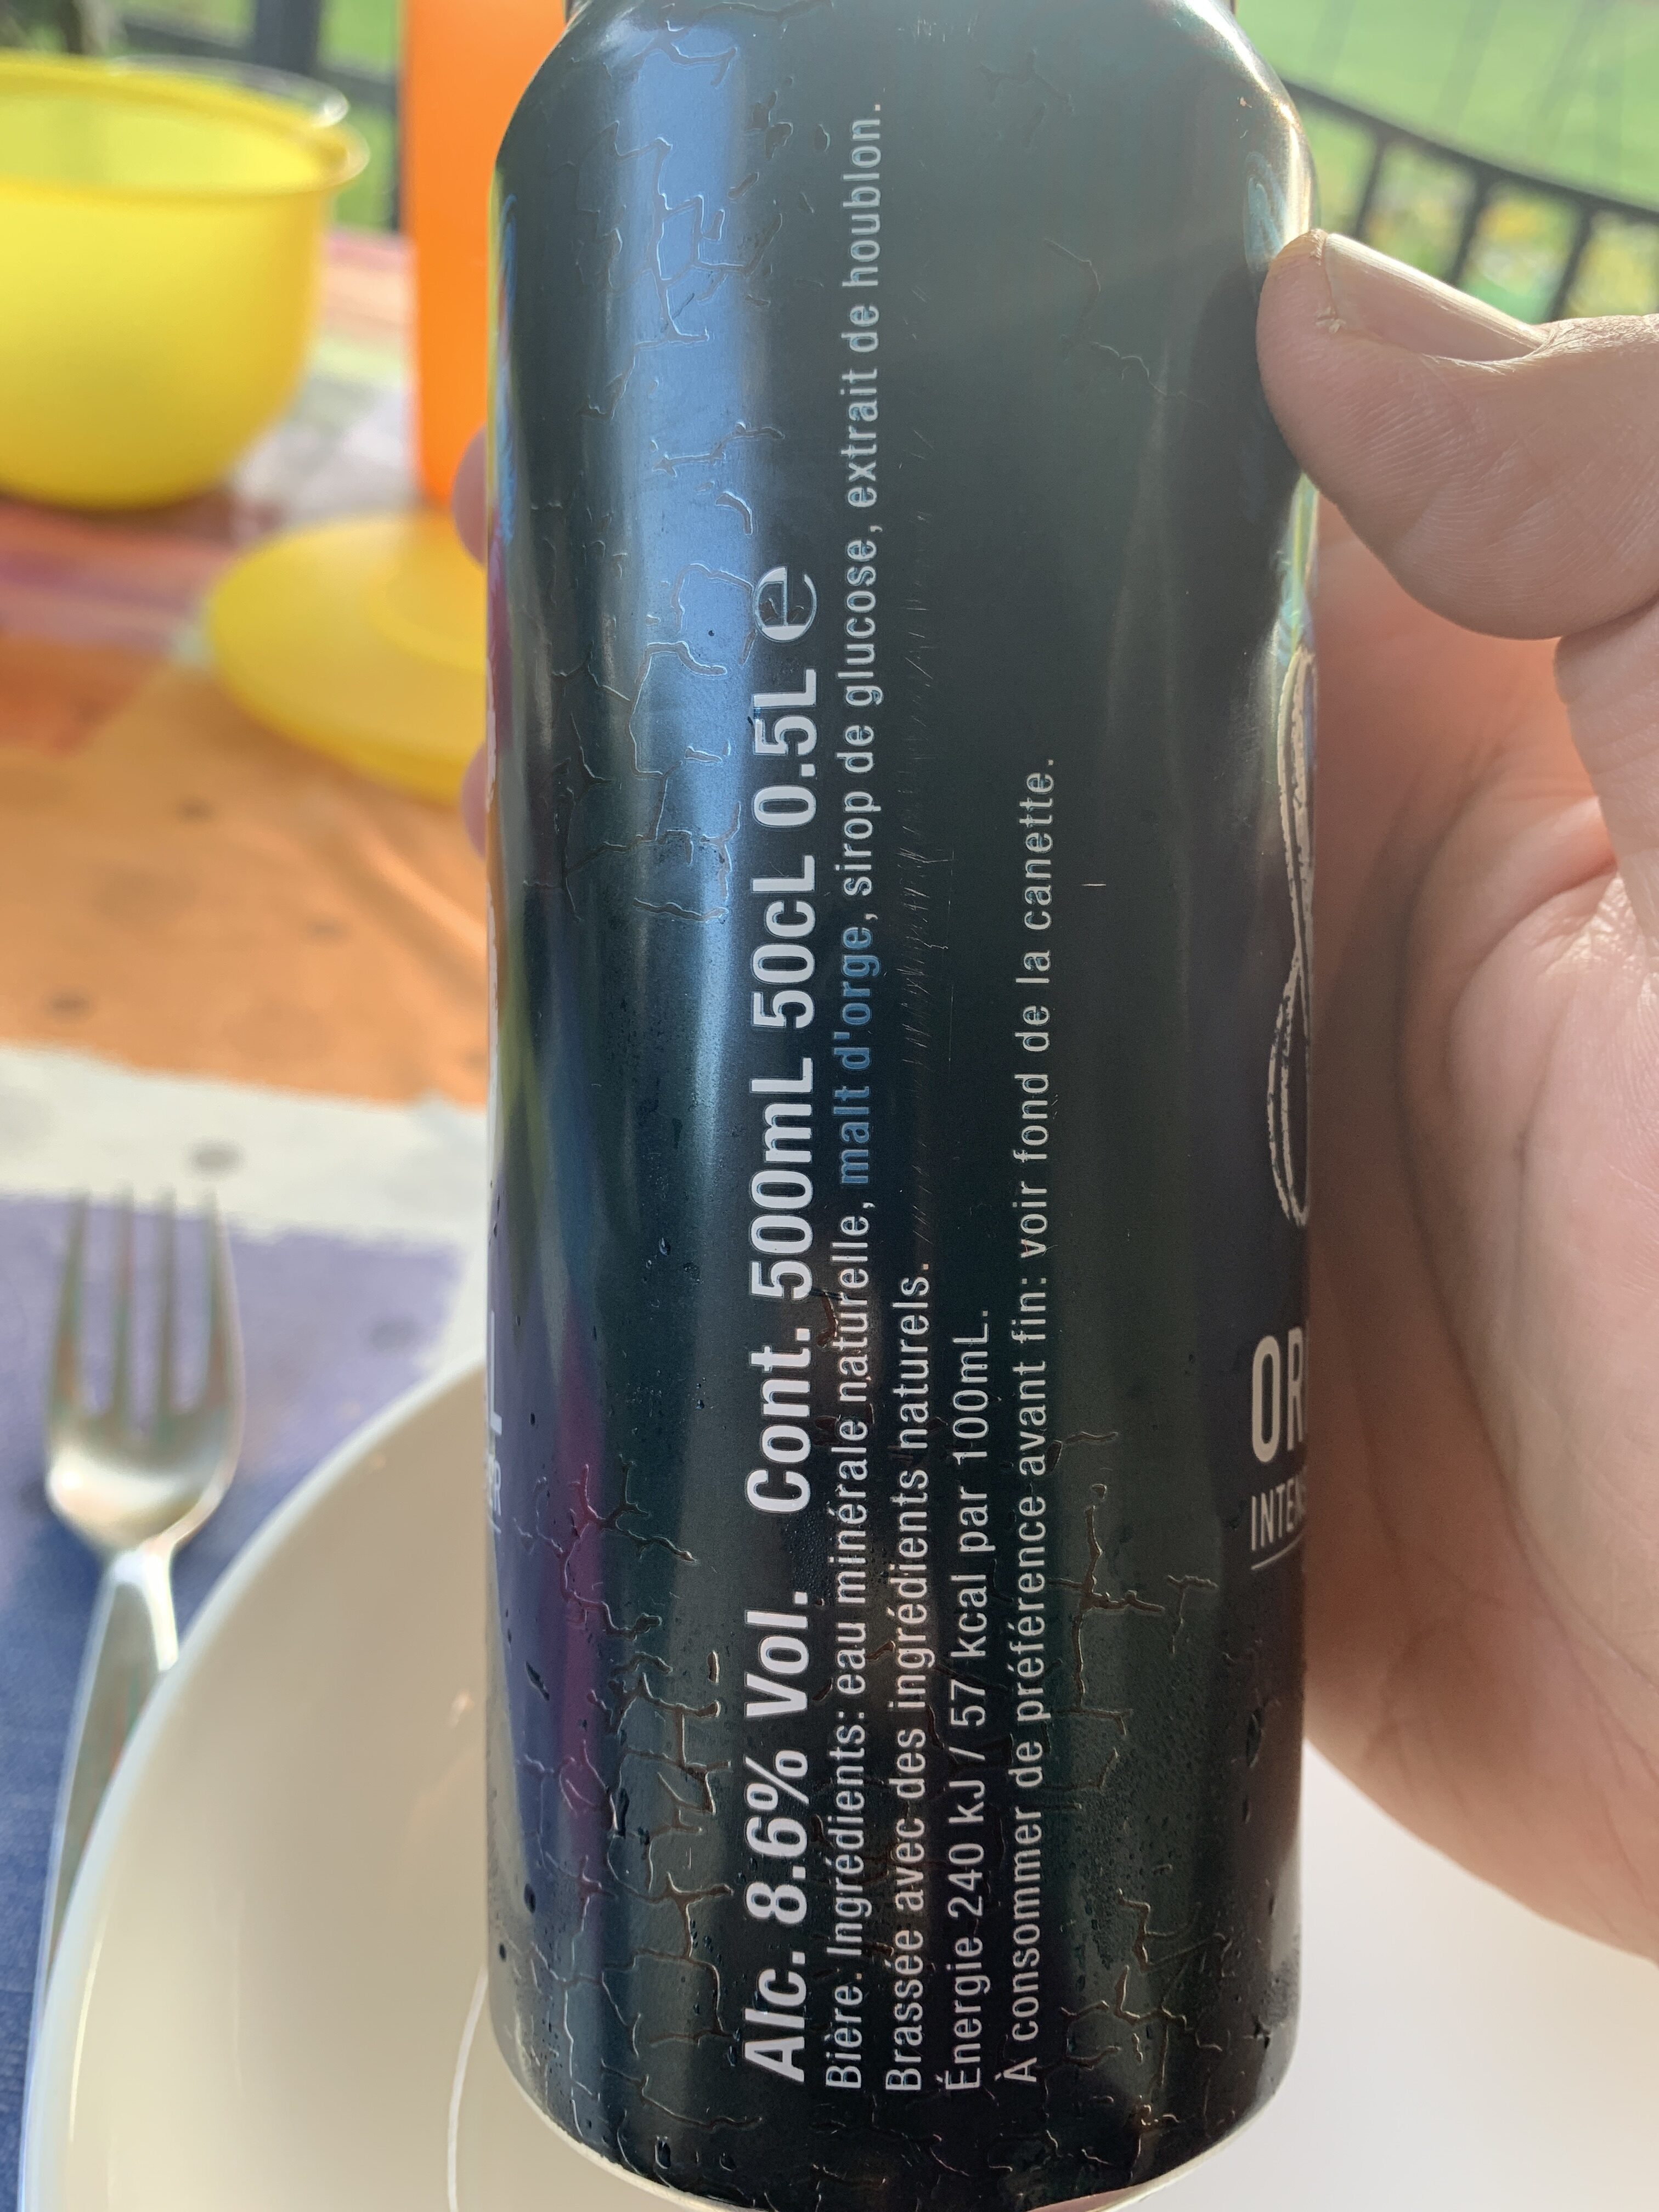 Alc. 8.6% Vol. Cont. 500mL 50cL 0.5L ℮
Bière. Ingrédients: eau minérale naturelle, malt d'orge, sirop de glucose, extrait de houblon.
Brassée avec des ingrédients naturels.
Énergie 240 kJ / 57 kcal par 100mL.
À consommer de préférence avant fin: voir fond de la canette.